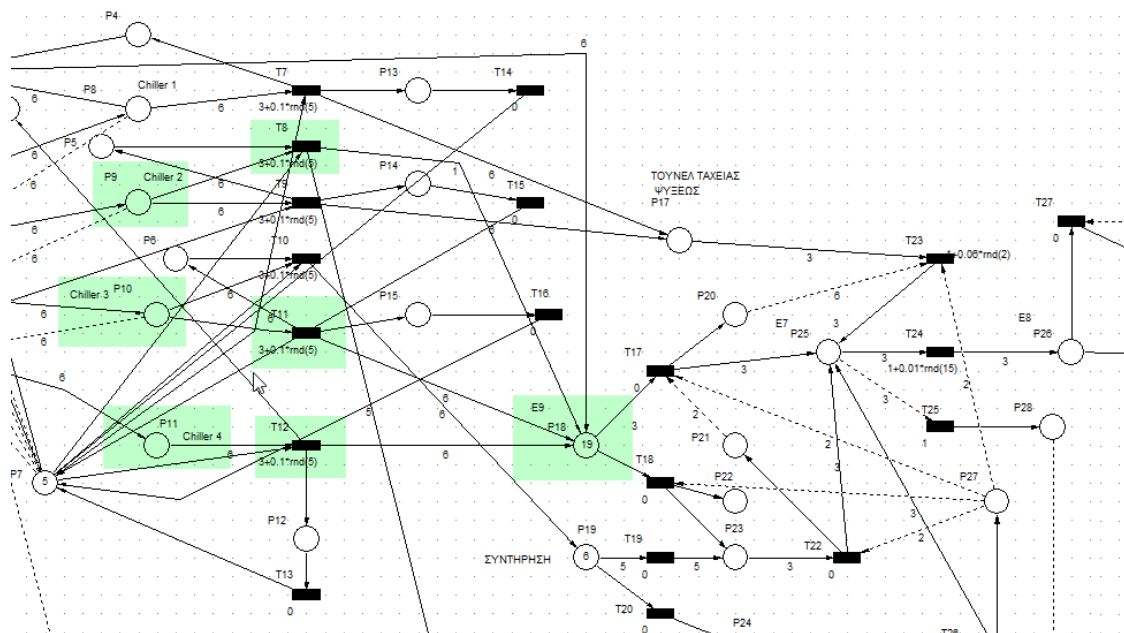 P4
6
P8
Chiller 1
T7
P13
T14
6
6
3+0.1*rnd(5)
0
T8
P5
6
3+0.1*rnd(5)
1
P14
6
T15
ΤΟΥΝΕΛ ΤΑΧΕΙΑΣ
ΨΥΞΕΩΣ
P17
P9
Chiller 2
6
T9
6
6
3+0.1*rnd(5)
0
T27
0
6
T10
6
P6
6
3+0.1*rnd(5)
3
T23
1+0.06*rnd(2)
P10
Chiller 3
6
T11
P15
T16
P20
6
6
3+0.1*rnd(5)
0
E7
P25
3
T24
E8
P26
T17
3
3
3
1+0.01*rnd(15)
0
2
6
5
6
3
P11
Chiller 4
T12
6
E9
P18
19
3
2
P21
T25
P28
6
6
2
1
3+0.1*rnd(5)
3
P7
5
T18
P22
P27
0
3
P12
P19
T19
P23
T22
2
ΣΥΝΤΗΡΗΣΗ
6
5
5
3
0
0
T13
0
T20
P24
0
T26